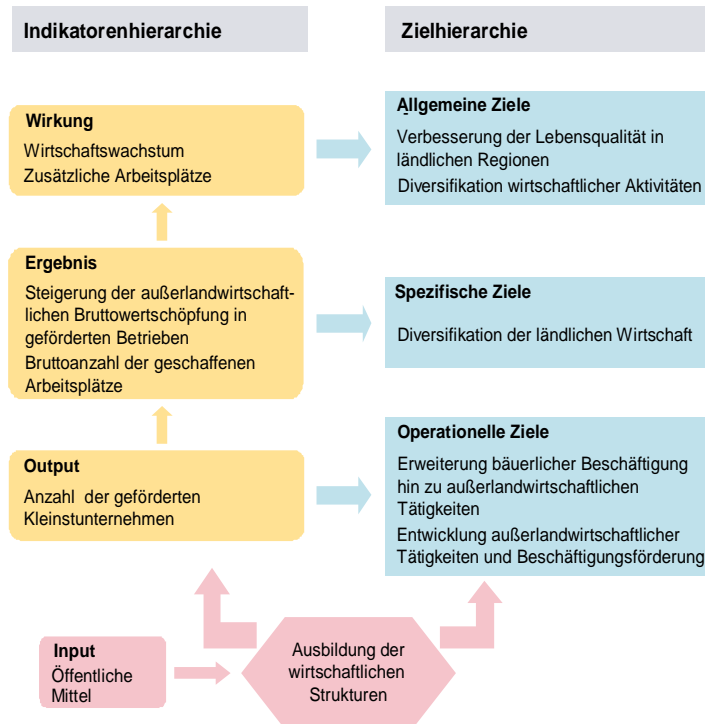 Indikatorenhierarchie
Zielhierarchie
Wirkung
Wirtschaftswachstum
Zusätzliche Arbeitsplätze
Allgemeine Ziele
Verbesserung der Lebensqualität in
ländlichen Regionen
Diversifikation wirtschaftlicher Aktivitäten
Ergebnis
Steigerung der außerlandwirtschaft-
lichen Bruttowertschöpfung in
geförderten Betrieben
Bruttoanzahl der geschaffenen
Arbeitsplätze
Spezifische Ziele
Diversifikation der ländlichen Wirtschaft
Output
Anzahl der geförderten
Kleinstunternehmen
Operationelle Ziele
Erweiterung bäuerlicher Beschäftigung
hin zu außerlandwirtschaftlichen
Tätigkeiten
Entwicklung außerlandwirtschaftlicher
Tätigkeiten und Beschäftigungsförderung
Input
Öffentliche
Mittel
Ausbildung der
wirtschaftlichen
Strukturen